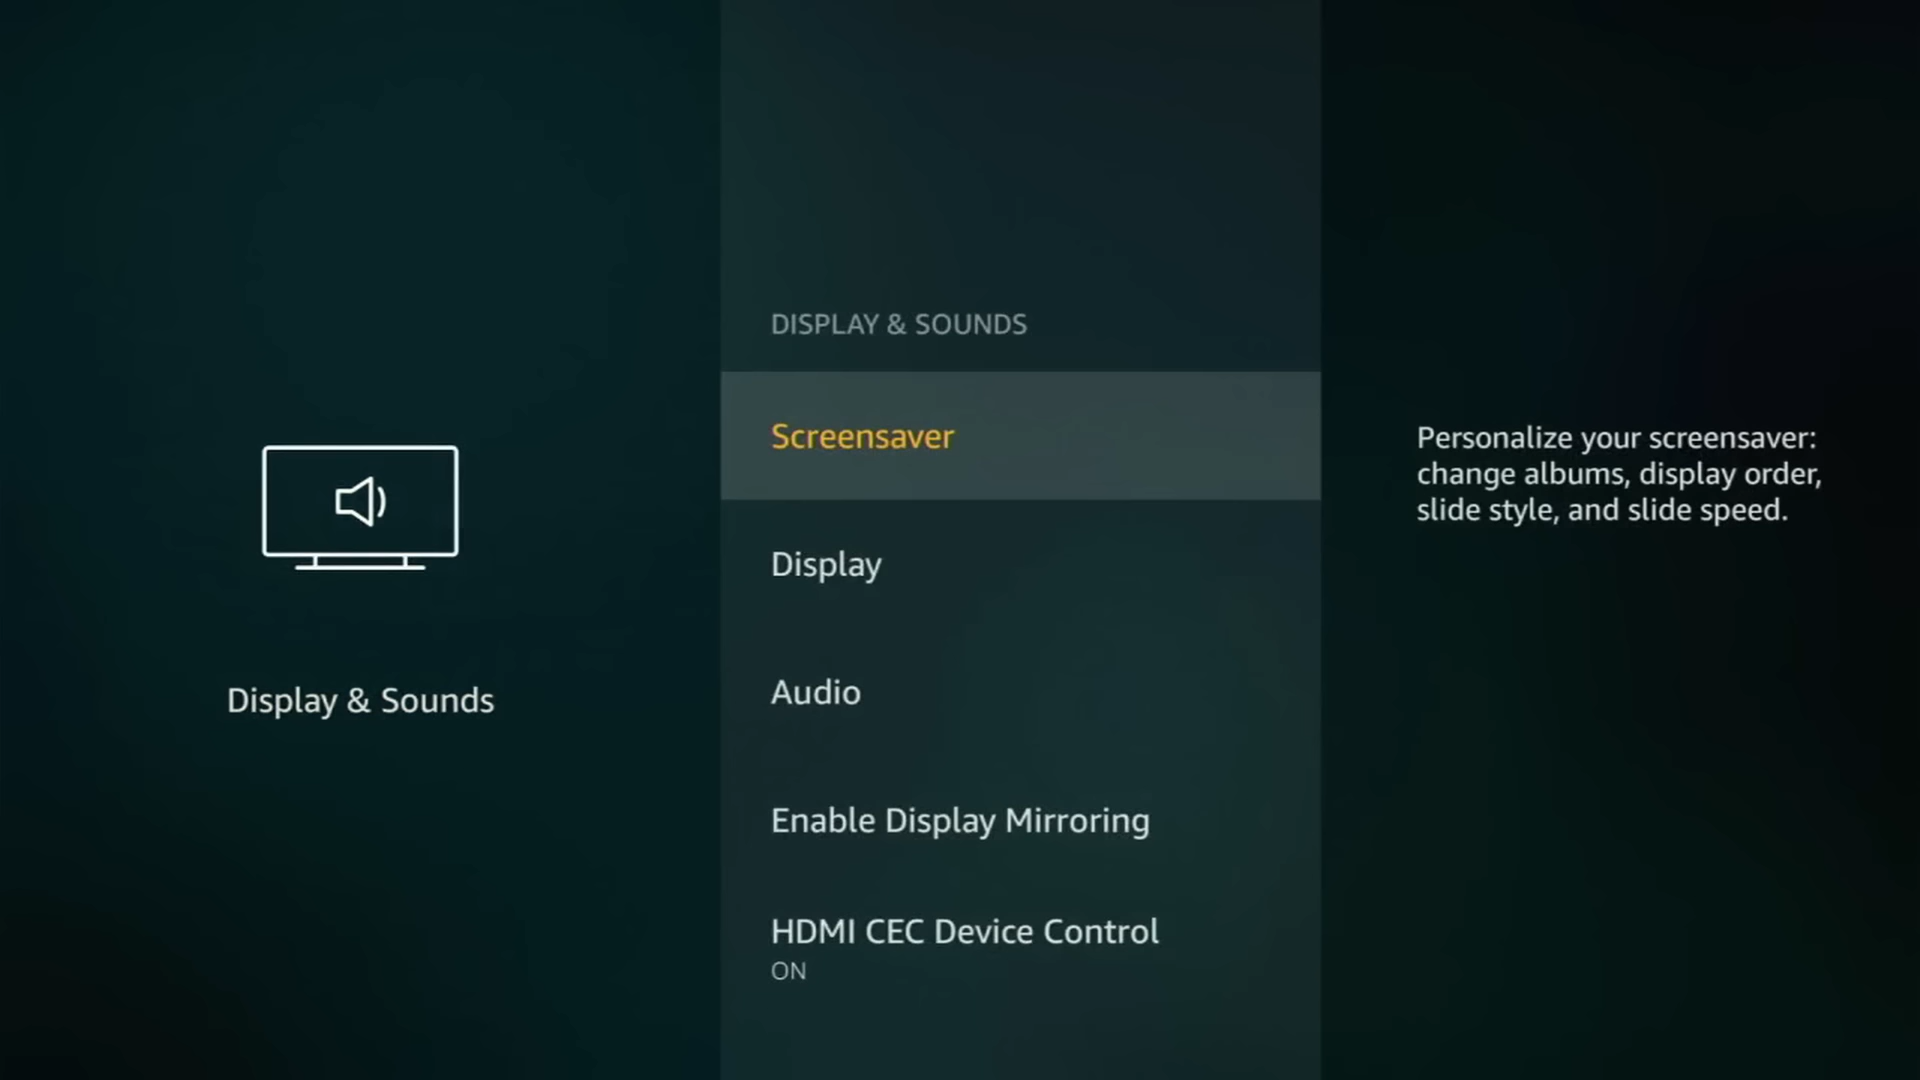 DISPLAY & SOUNDS
Screensaver
Display
Audio
Enable Display Mirroring
HDMI CEC Device Control
ON
Display & Sounds
Personalize your screensaver:
change albums, display order,
slide style, and slide speed.